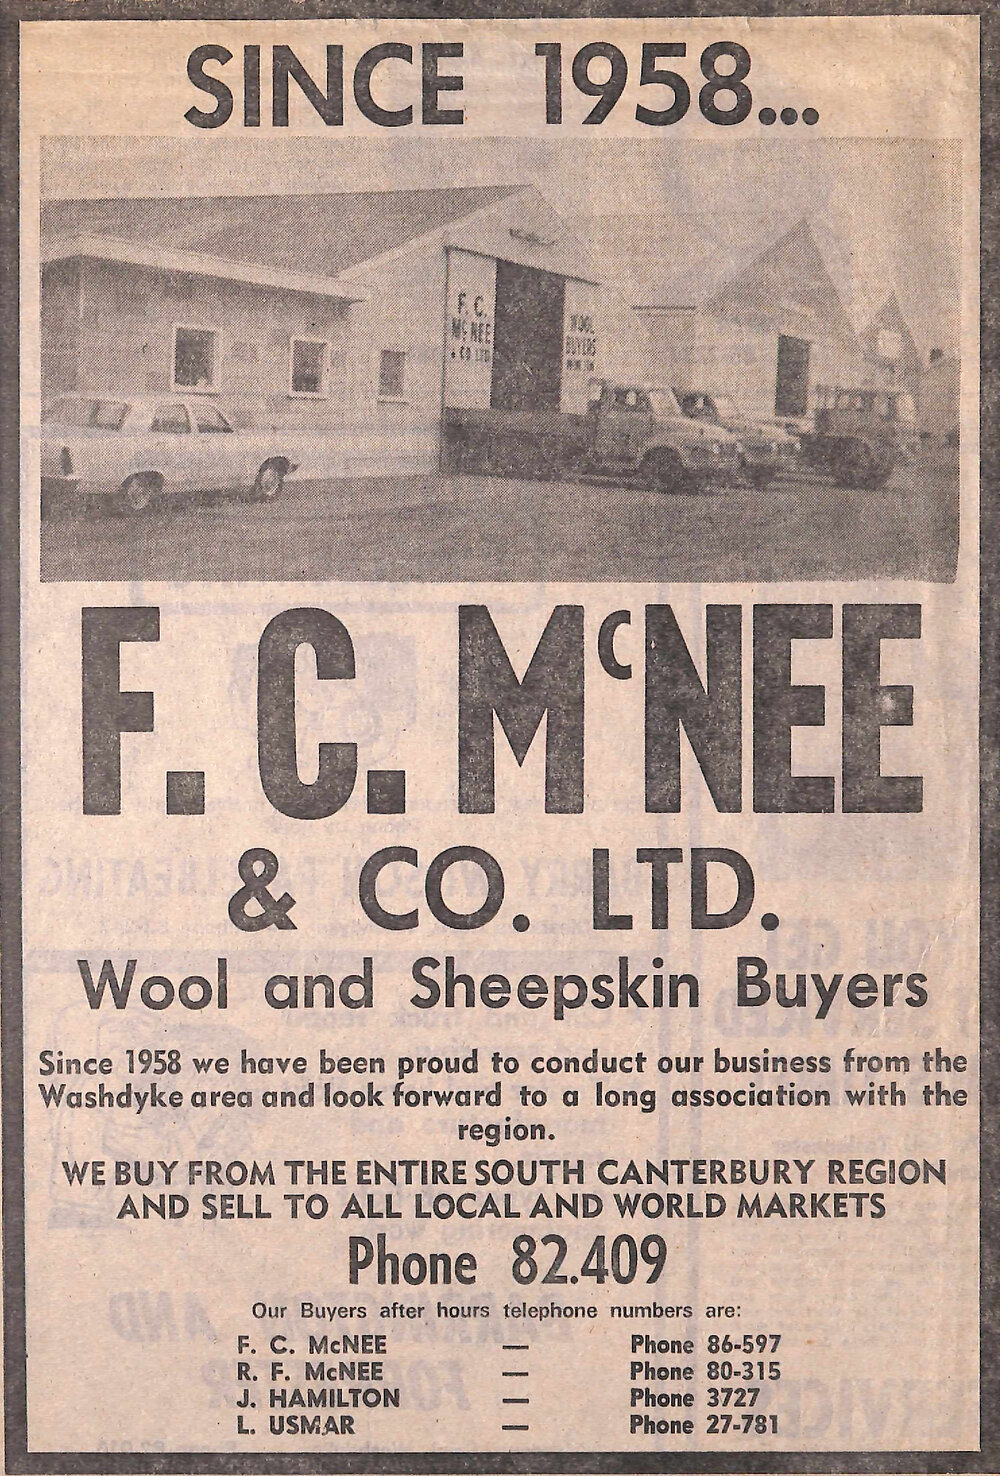 SINCE 1958...
F. C.
McNEE
& CO LTD
WOOL
BUYERS
F. C. McNEE
& CO. LTD.
Wool and Sheepskin Buyers
Since 1958 we have been proud to conduct our business from the
Washdyke area and look forward to a long association with the
region.
WE BUY FROM THE ENTIRE SOUTH CANTERBURY REGION
AND SELL TO ALL LOCAL AND WORLD MARKETS
Phone 82.409
Our Buyers after hours telephone numbers are:
F. C. McNEE — Phone 86-597
R. F. McNEE — Phone 80-315
J. HAMILTON — Phone 3727
L. USMAR — Phone 27-781